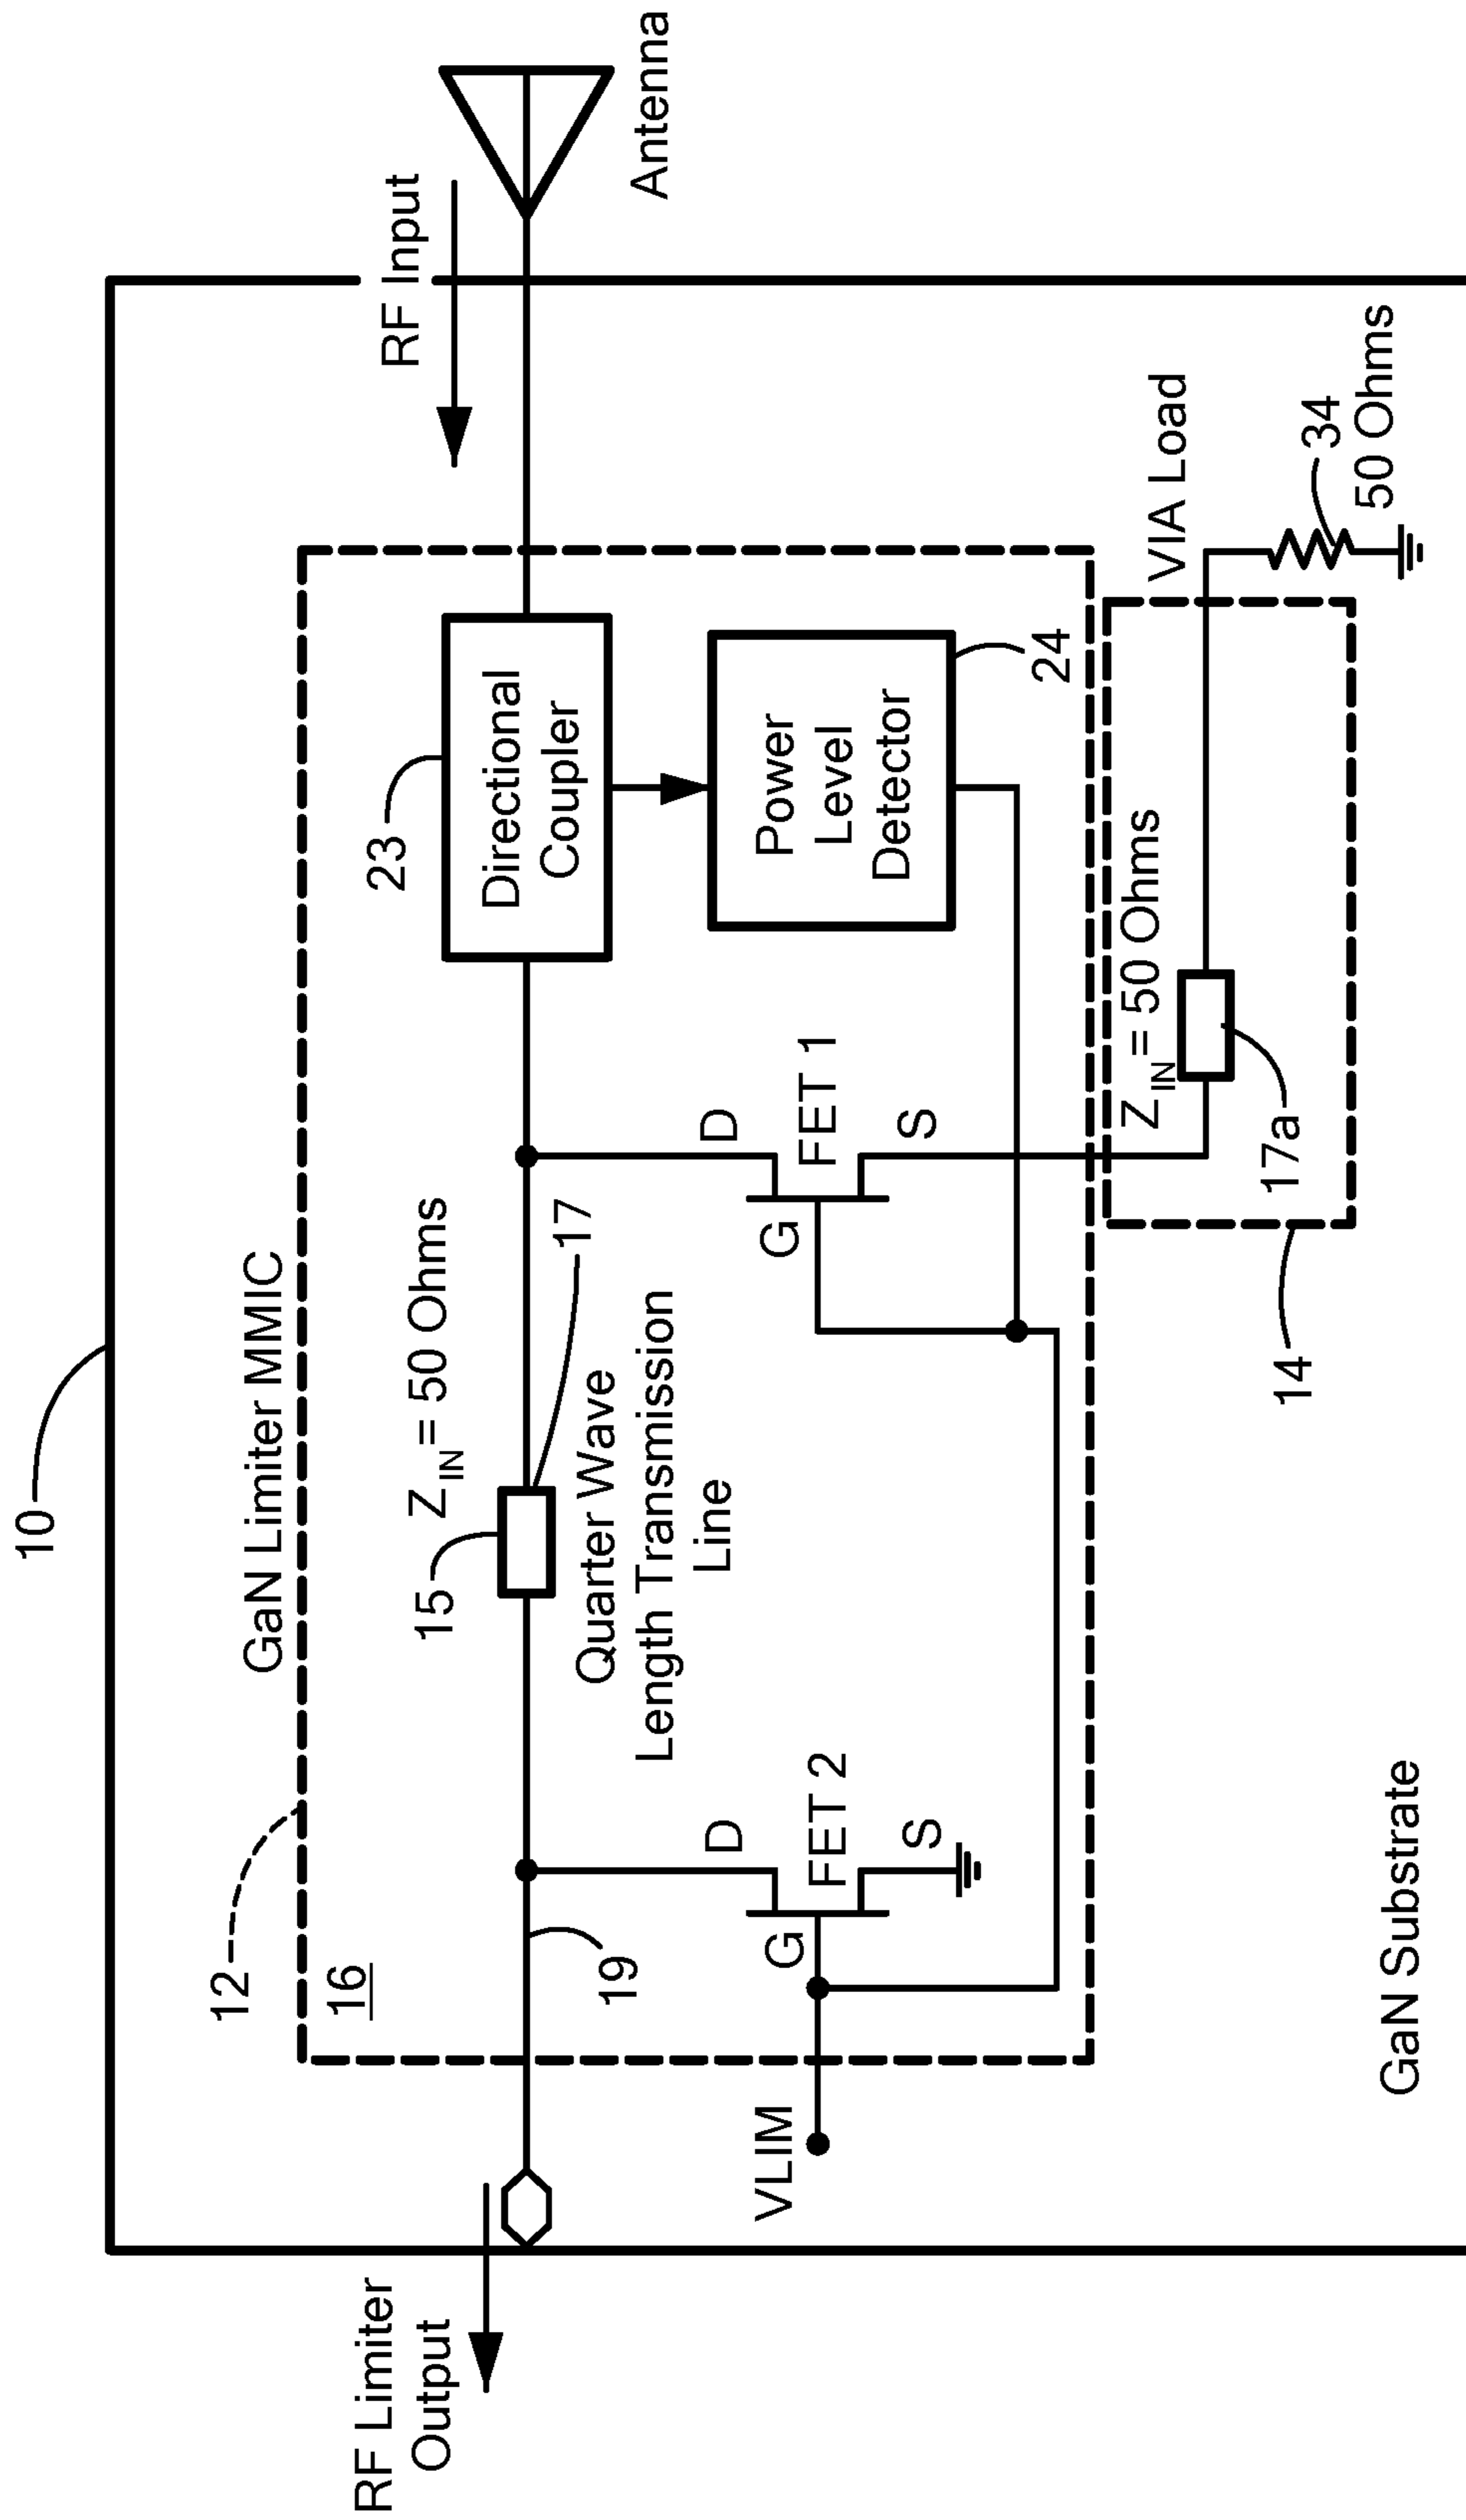 10
GaN Limiter MMIC
12
16
RF Limiter
Output
15
Z_IN = 50 Ohms
17
Quarter Wave
Length Transmission
Line
19
23
Directional
Coupler
RF Input
Antenna
Power
Level
Detector
24
VLIM
D
G
FET 2
S
D
G
FET 1
S
Z_IN = 50 Ohms
17a
14
VIA Load
34
50 Ohms
GaN Substrate